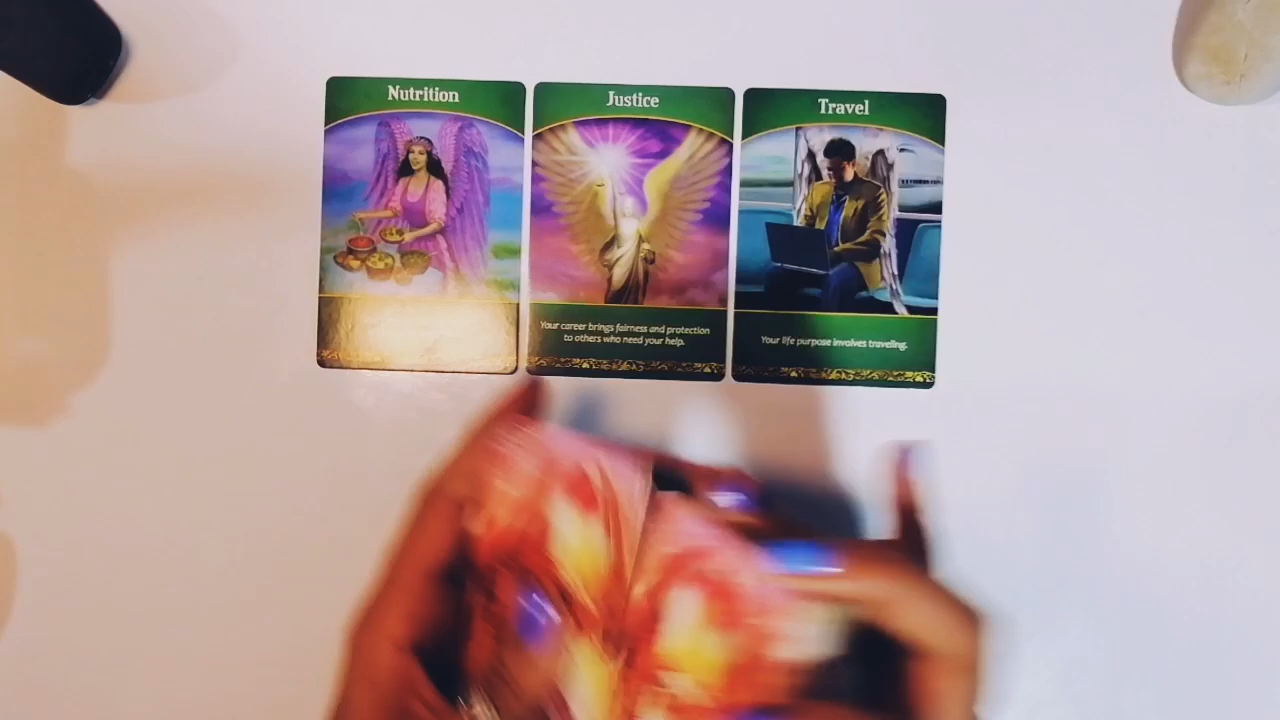 Nutrition
Justice
Travel
Your career brings fairness and protection
to others who need your help.
Your life purpose involves traveling.